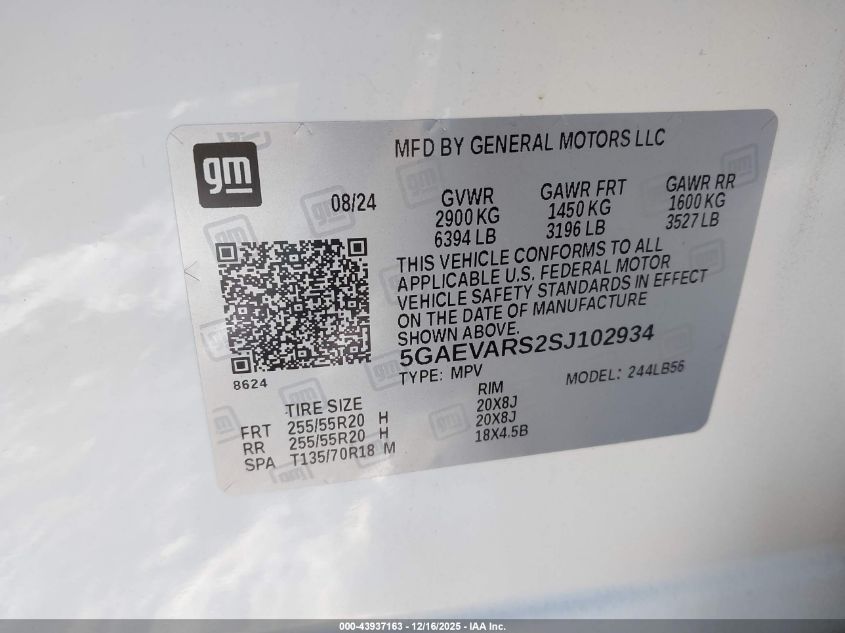 gm
MFD BY GENERAL MOTORS LLC
08/24
GVWR GAWR FRT GAWR RR
2900 KG 1450 KG 1600 KG
6394 LB 3196 LB 3527 LB
THIS VEHICLE CONFORMS TO ALL
APPLICABLE U.S. FEDERAL MOTOR
VEHICLE SAFETY STANDARDS IN EFFECT
ON THE DATE OF MANUFACTURE
SHOWN ABOVE.
5GAEVARS2SJ102934
TYPE: MPV MODEL: 244LB56
8624
TIRE SIZE RIM
FRT 255/55R20 H 20X8J
RR 255/55R20 H 20X8J
SPA T135/70R18 M 18X4.5B
000-43937163 - 12/16/2025 - IAA Inc.